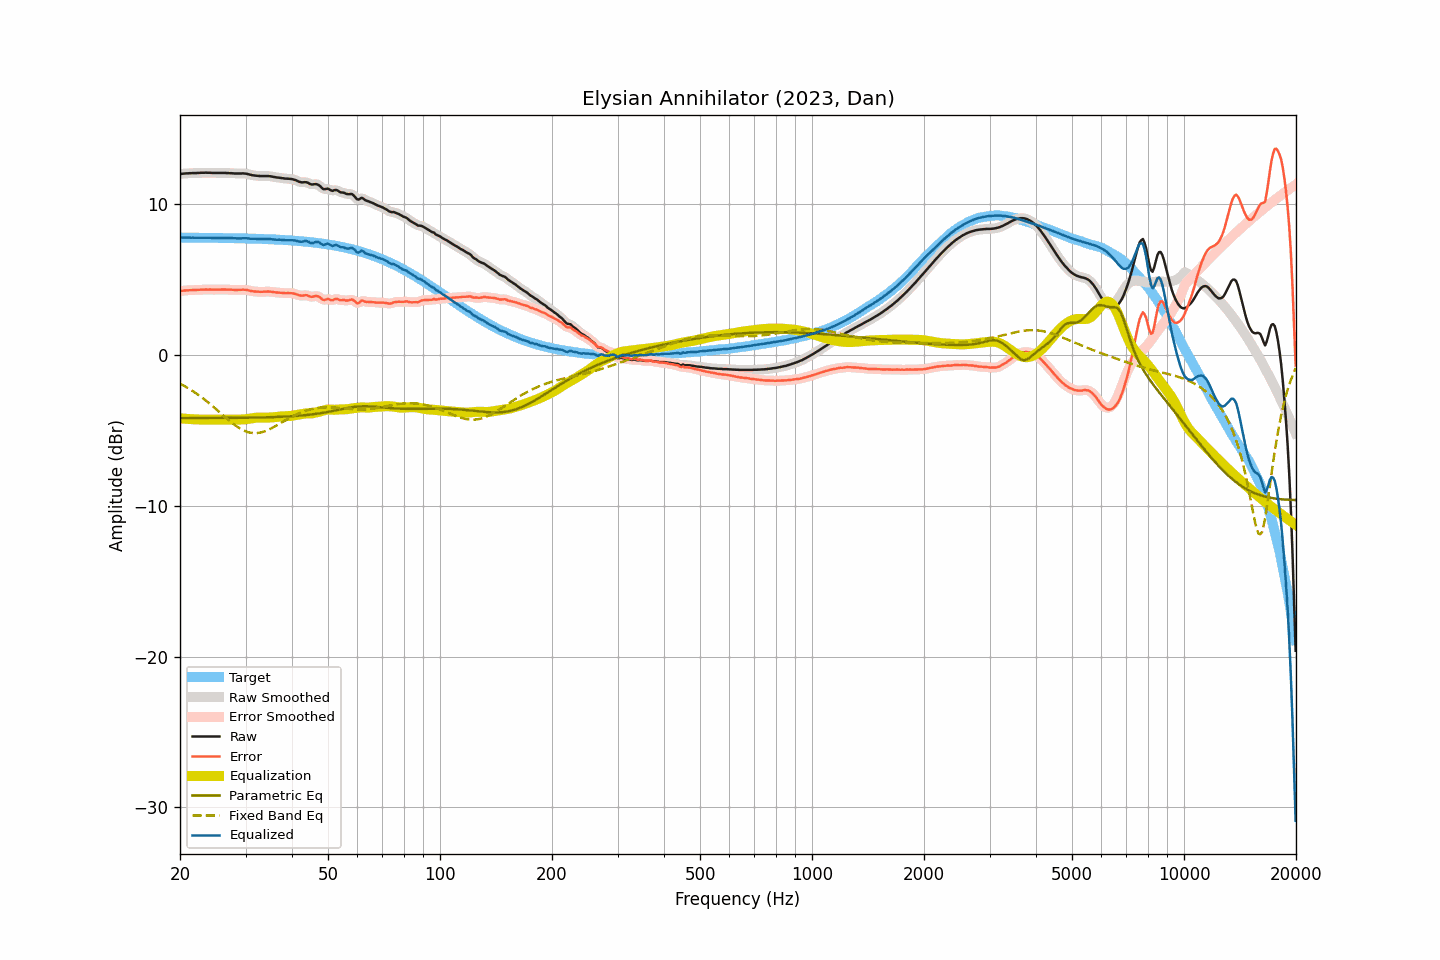 Elysian Annihilator (2023, Dan)
10
0
−10
−20
−30
Amplitude (dBr)
Target
Raw Smoothed
Error Smoothed
Raw
Error
Equalization
Parametric Eq
Fixed Band Eq
Equalized
20 50 100 200 500 1000 2000 5000 10000 20000
Frequency (Hz)